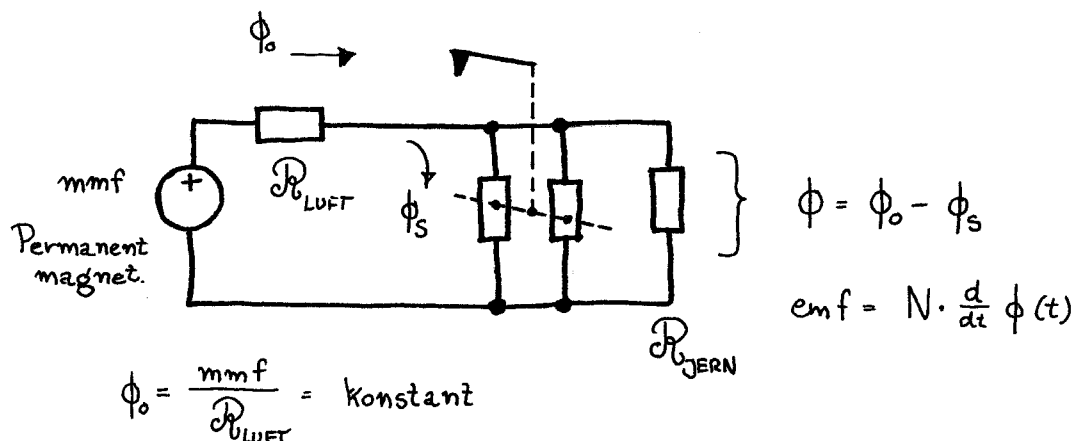 ϕ₀
mmf
+
ℛ_LUFT
ϕ_S
ϕ = ϕ₀ - ϕ_S
Permanent
magnet.
emf = N · d/dt ϕ(t)
ℛ_JERN
ϕ₀ = mmf/ℛ_LUFT = konstant